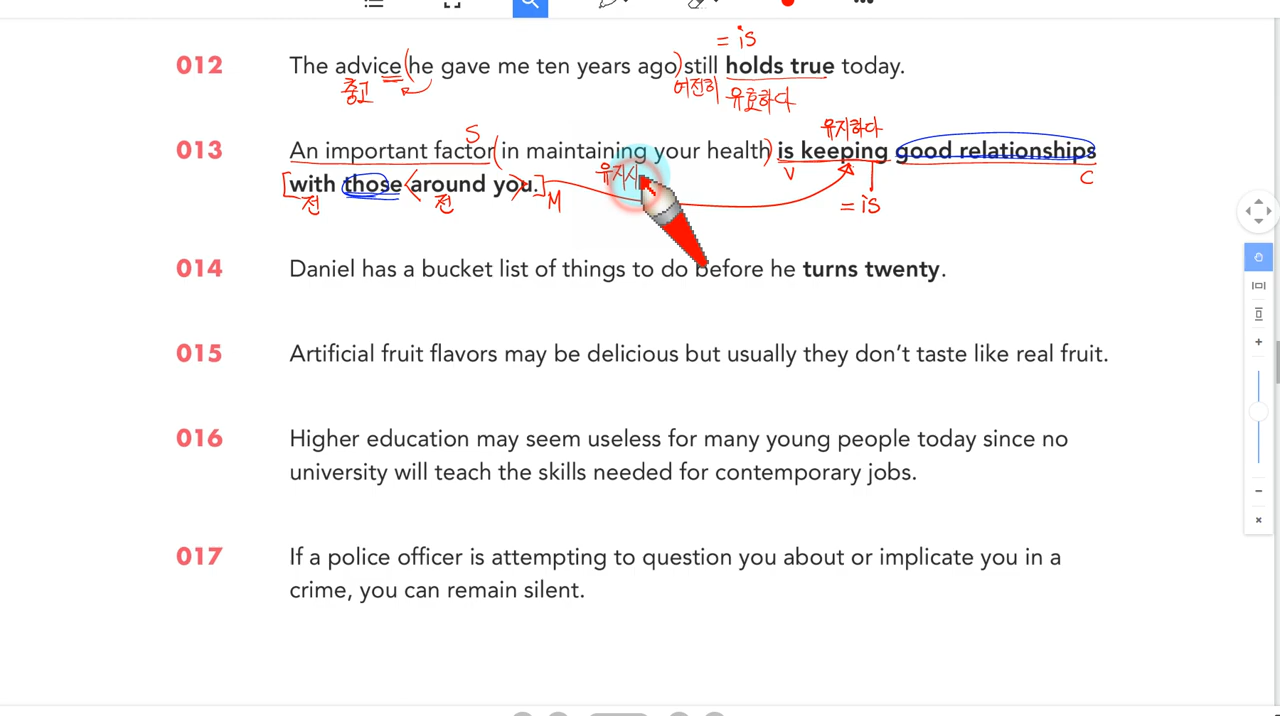 = is
012 The advice (he gave me ten years ago) still holds true today.
충고 여전히 유효하다
S 유지하다
013 An important factor (in maintaining your health) is keeping good relationships
유지시 V C
[with those <around you.>] M = is
전 전
014 Daniel has a bucket list of things to do before he turns twenty.
015 Artificial fruit flavors may be delicious but usually they don't taste like real fruit.
016 Higher education may seem useless for many young people today since no
university will teach the skills needed for contemporary jobs.
017 If a police officer is attempting to question you about or implicate you in a
crime, you can remain silent.